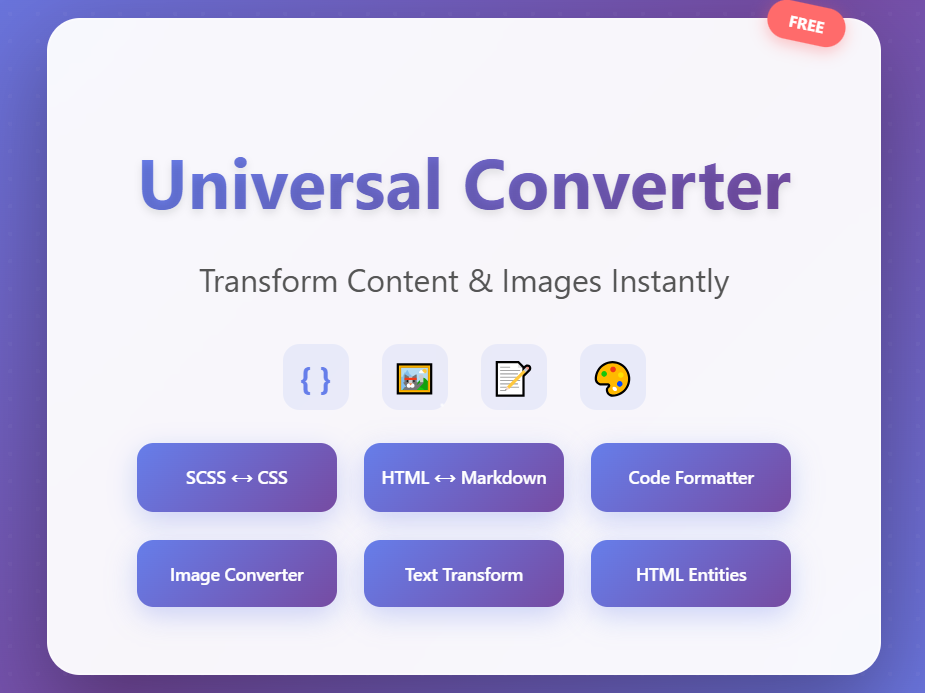 FREE
Universal Converter
Transform Content & Images Instantly
{ }
SCSS ↔ CSS
HTML ↔ Markdown
Code Formatter
Image Converter
Text Transform
HTML Entities